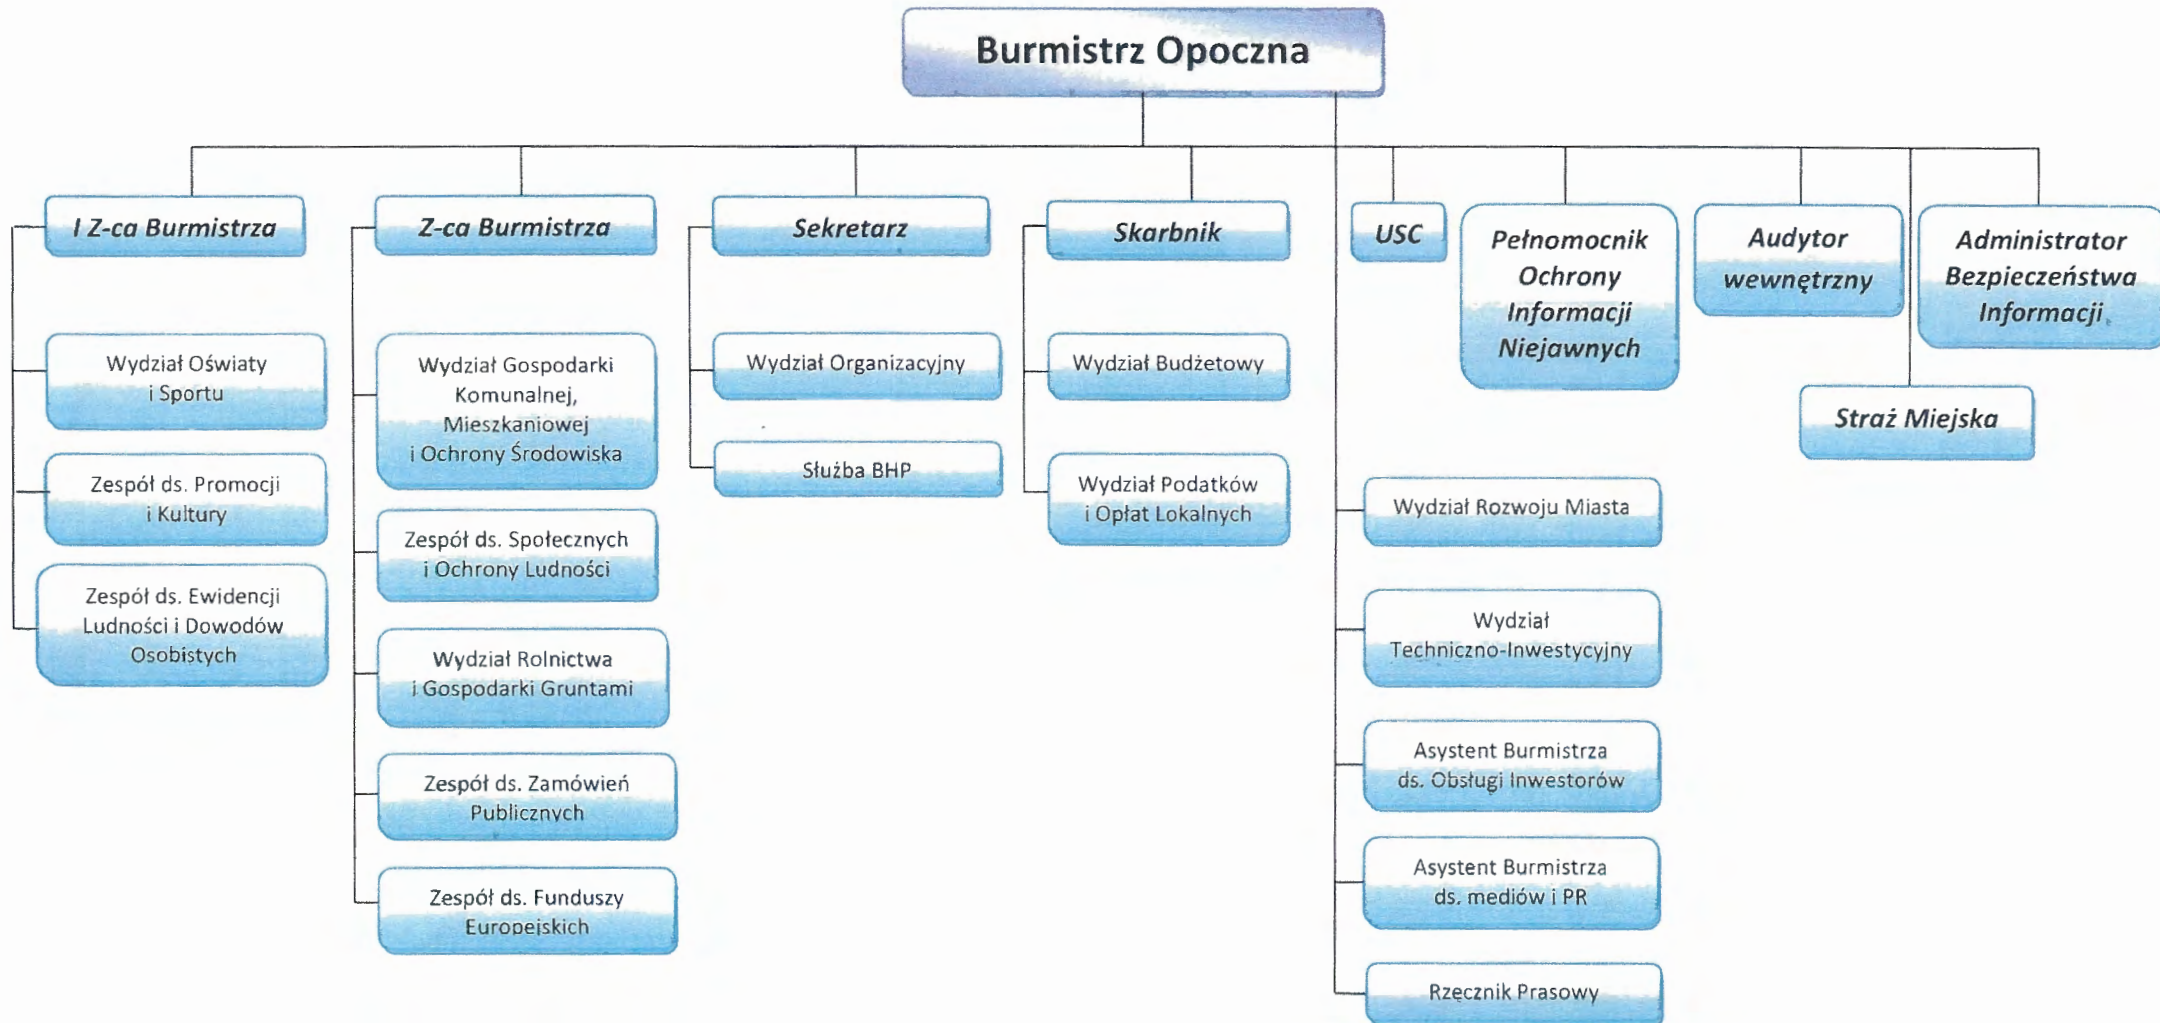 Burmistrz Opoczna
I Z-ca Burmistrza
Wydział Oświaty
i Sportu
Zespół ds. Promocji
i Kultury
Zespół ds. Ewidencji
Ludności i Dowodów
Osobistych
Z-ca Burmistrza
Wydział Gospodarki
Komunalnej,
Mieszkaniowej
i Ochrony Środowiska
Zespół ds. Społecznych
i Ochrony Ludności
Wydział Rolnictwa
i Gospodarki Gruntami
Zespół ds. Zamówień
Publicznych
Zespół ds. Funduszy
Europejskich
Sekretarz
Wydział Organizacyjny
Służba BHP
Skarbnik
Wydział Budżetowy
Wydział Podatków
i Opłat Lokalnych
USC
Pełnomocnik
Ochrony
Informacji
Niejawnych
Audytor
wewnętrzny
Administrator
Bezpieczeństwa
Informacji
Straż Miejska
Wydział Rozwoju Miasta
Wydział
Techniczno-Inwestycyjny
Asystent Burmistrza
ds. Obsługi Inwestorów
Asystent Burmistrza
ds. mediów i PR
Rzecznik Prasowy